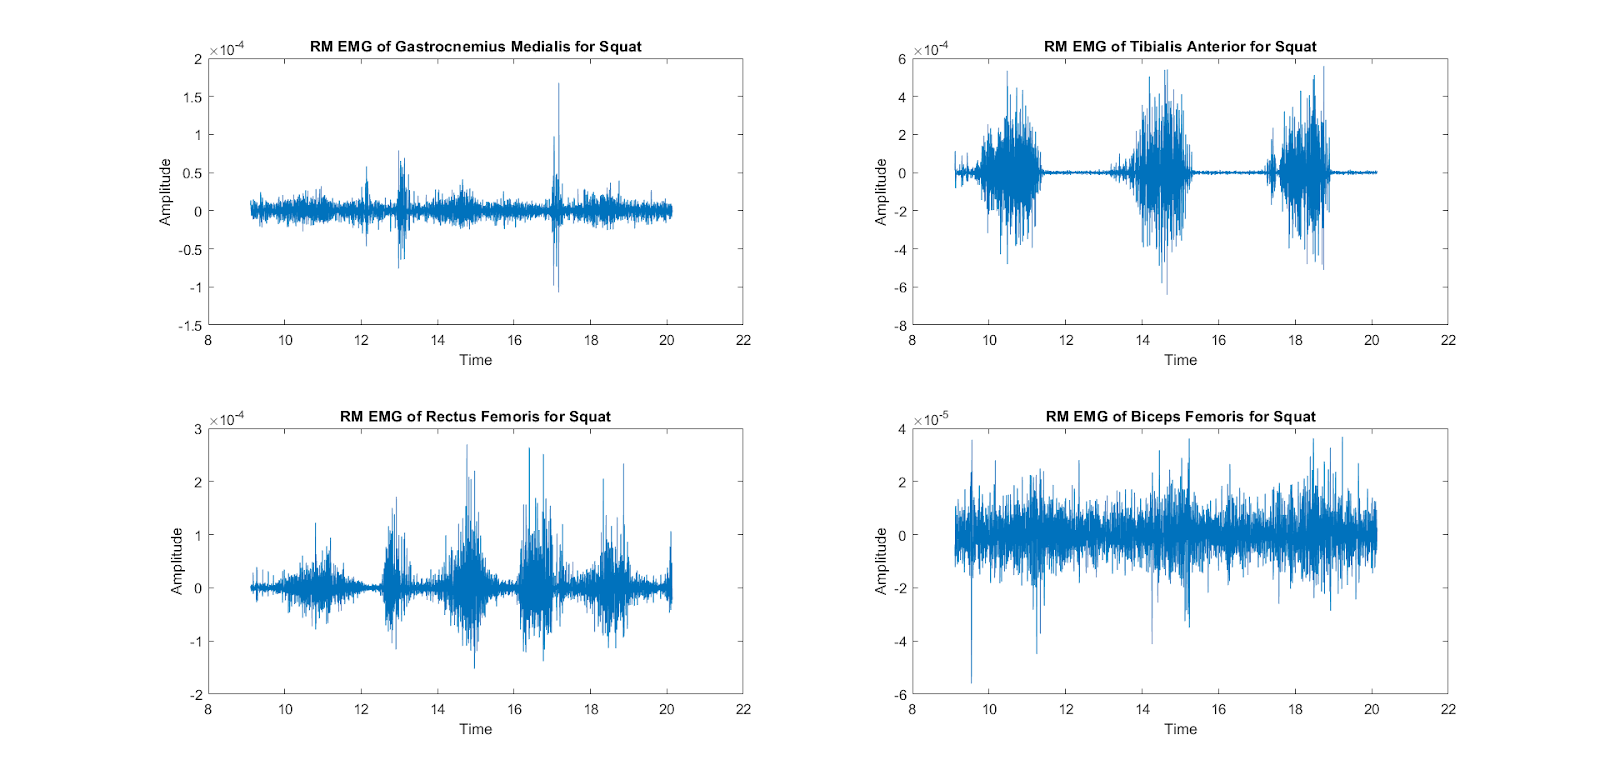 RM EMG of Gastrocnemius Medialis for Squat
×10-4
2
1.5
1
0.5
0
-0.5
-1
-1.5
Amplitude
8 10 12 14 16 18 20 22
Time
RM EMG of Tibialis Anterior for Squat
×10-4
6
4
2
0
-2
-4
-6
-8
Amplitude
8 10 12 14 16 18 20 22
Time
RM EMG of Rectus Femoris for Squat
×10-4
3
2
1
0
-1
-2
Amplitude
8 10 12 14 16 18 20 22
Time
RM EMG of Biceps Femoris for Squat
×10-5
4
2
0
-2
-4
-6
Amplitude
8 10 12 14 16 18 20 22
Time